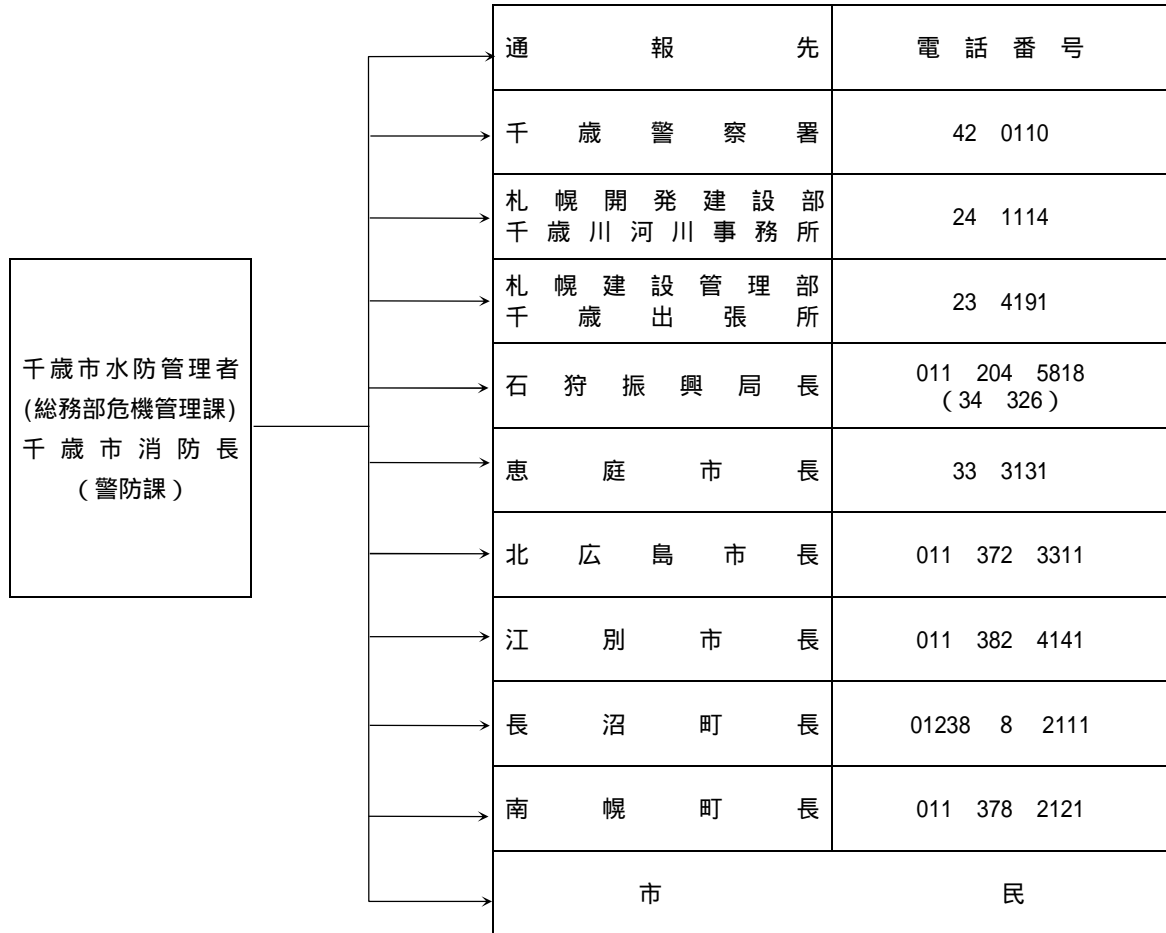 千歳市水防管理者
(総務部危機管理課)
千歳市消防長
(警防課)
通報先 電話番号
千歳警察署 42 0110
札幌開発建設部
千歳川河川事務所 24 1114
札幌建設管理部
千歳出張所 23 4191
石狩振興局長 011 204 5818
(34 326)
恵庭市長 33 3131
北広島市長 011 372 3311
江別市長 011 382 4141
長沼町長 01238 8 2111
南幌町長 011 378 2121
市民